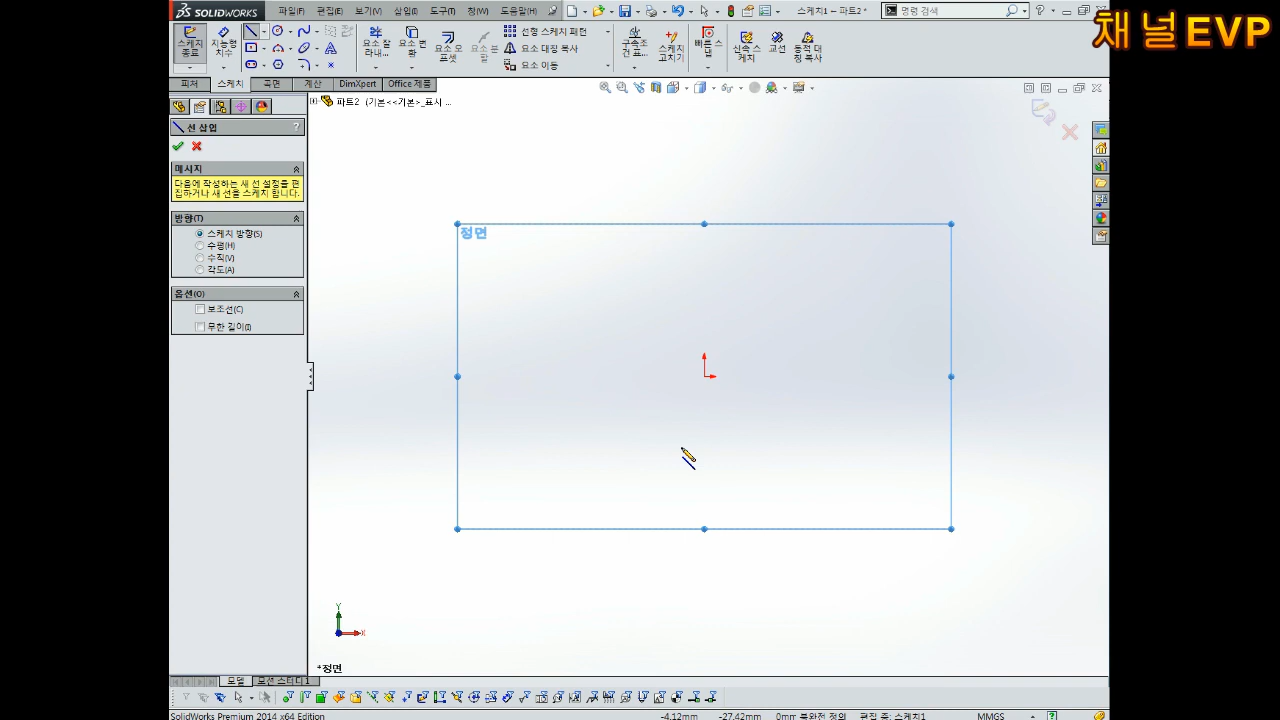 SOLIDWORKS 파일(F) 편집(E) 보기(V) 삽입(I) 도구(T) 창(W) 도움말(H) 스케치1 – 파트2 * 명령 검색
채널EVP
스케치 종료 지능형 치수 요소 잘라내... 요소 변환 요소 오프셋 선형 스케치 패턴 구속조건 표... 스케치 고치기 빠른 스냅 신속 스케치 교선 동적 대칭 복사
요소 대칭 복사
요소 이동
피처 스케치 곡면 계산 DimXpert Office 제품
파트2 (기본<<기본>_표시 ...
선 삽입 ?
메시지
다음에 작성하는 새 선 설정을 편
집하거나 새 선을 스케치 합니다.
방향(T)
스케치 방향(S)
수평(H)
수직(V)
각도(A)
옵션(O)
보조선(C)
무한 길이(I)
정면
Y
X
*정면
모델 모션 스터디 1
SolidWorks Premium 2014 x64 Edition -4.12mm -27.42mm 0mm 불완전 정의 편집 중: 스케치1 MMGS